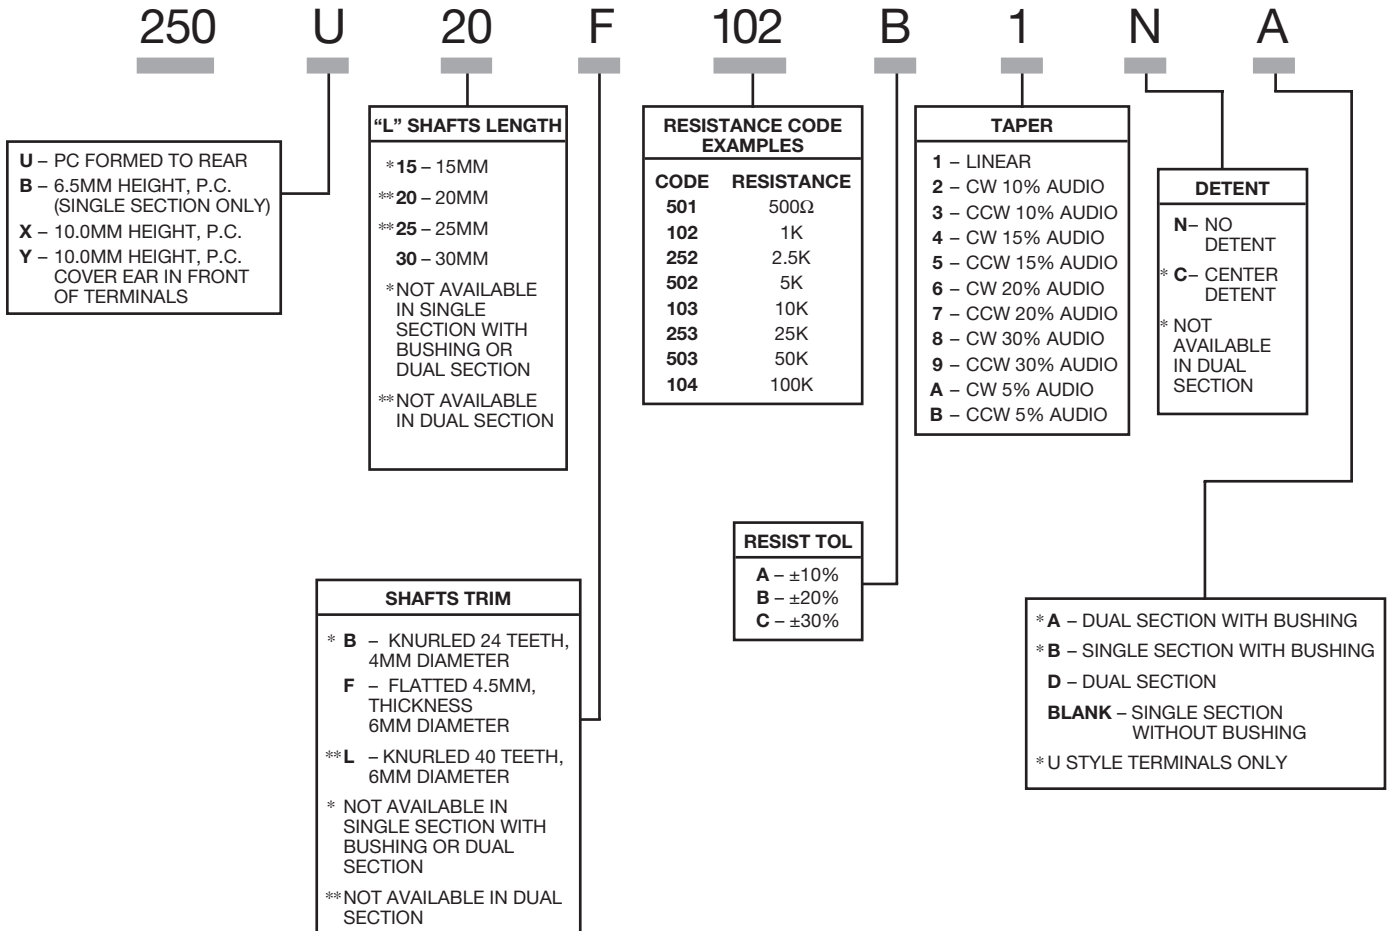 250 U 20 F 102 B 1 N A
U – PC FORMED TO REAR
B – 6.5MM HEIGHT, P.C.
(SINGLE SECTION ONLY)
X – 10.0MM HEIGHT, P.C.
Y – 10.0MM HEIGHT, P.C.
COVER EAR IN FRONT
OF TERMINALS
"L" SHAFTS LENGTH
*15 – 15MM
**20 – 20MM
**25 – 25MM
30 – 30MM
*NOT AVAILABLE
IN SINGLE
SECTION WITH
BUSHING OR
DUAL SECTION
**NOT AVAILABLE
IN DUAL SECTION
RESISTANCE CODE
EXAMPLES
CODE RESISTANCE
501 500Ω
102 1K
252 2.5K
502 5K
103 10K
253 25K
503 50K
104 100K
TAPER
1 – LINEAR
2 – CW 10% AUDIO
3 – CCW 10% AUDIO
4 – CW 15% AUDIO
5 – CCW 15% AUDIO
6 – CW 20% AUDIO
7 – CCW 20% AUDIO
8 – CW 30% AUDIO
9 – CCW 30% AUDIO
A – CW 5% AUDIO
B – CCW 5% AUDIO
DETENT
N– NO
DETENT
* C– CENTER
DETENT
* NOT
AVAILABLE
IN DUAL
SECTION
SHAFTS TRIM
* B – KNURLED 24 TEETH,
4MM DIAMETER
F – FLATTED 4.5MM,
THICKNESS
6MM DIAMETER
**L – KNURLED 40 TEETH,
6MM DIAMETER
* NOT AVAILABLE IN
SINGLE SECTION WITH
BUSHING OR DUAL
SECTION
**NOT AVAILABLE IN DUAL
SECTION
RESIST TOL
A – ±10%
B – ±20%
C – ±30%
*A – DUAL SECTION WITH BUSHING
*B – SINGLE SECTION WITH BUSHING
D – DUAL SECTION
BLANK – SINGLE SECTION
WITHOUT BUSHING
*U STYLE TERMINALS ONLY